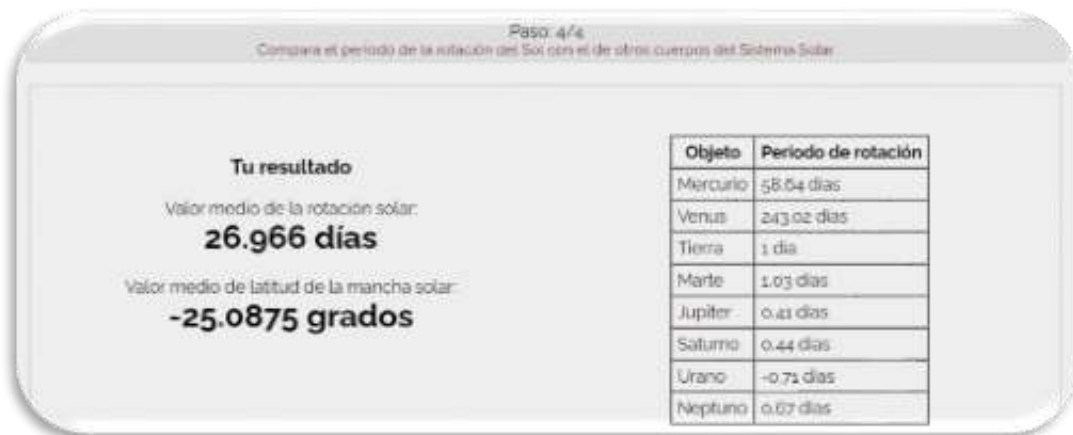 Paso: 4/4
Compara el periodo de la rotación del Sol con el de otros cuerpos del Sistema Solar
Tu resultado
Valor medio de la rotación solar:
26.966 días
Valor medio de latitud de la mancha solar:
-25.0875 grados
Objeto Periodo de rotación
Mercurio 58.64 días
Venus 243.02 días
Tierra 1 día
Marte 1.03 días
Jupiter 0.41 días
Saturno 0.44 días
Urano -0.71 días
Neptuno 0.67 días